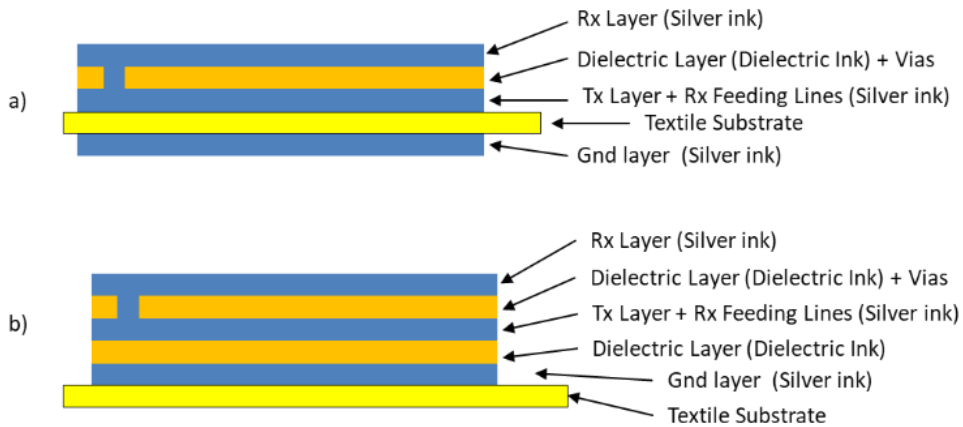 Rx Layer (Silver ink)
Dielectric Layer (Dielectric Ink) + Vias
a)
Tx Layer + Rx Feeding Lines (Silver ink)
Textile Substrate
Gnd layer (Silver ink)
Rx Layer (Silver ink)
Dielectric Layer (Dielectric Ink) + Vias
b)
Tx Layer + Rx Feeding Lines (Silver ink)
Dielectric Layer (Dielectric Ink)
Gnd layer (Silver ink)
Textile Substrate